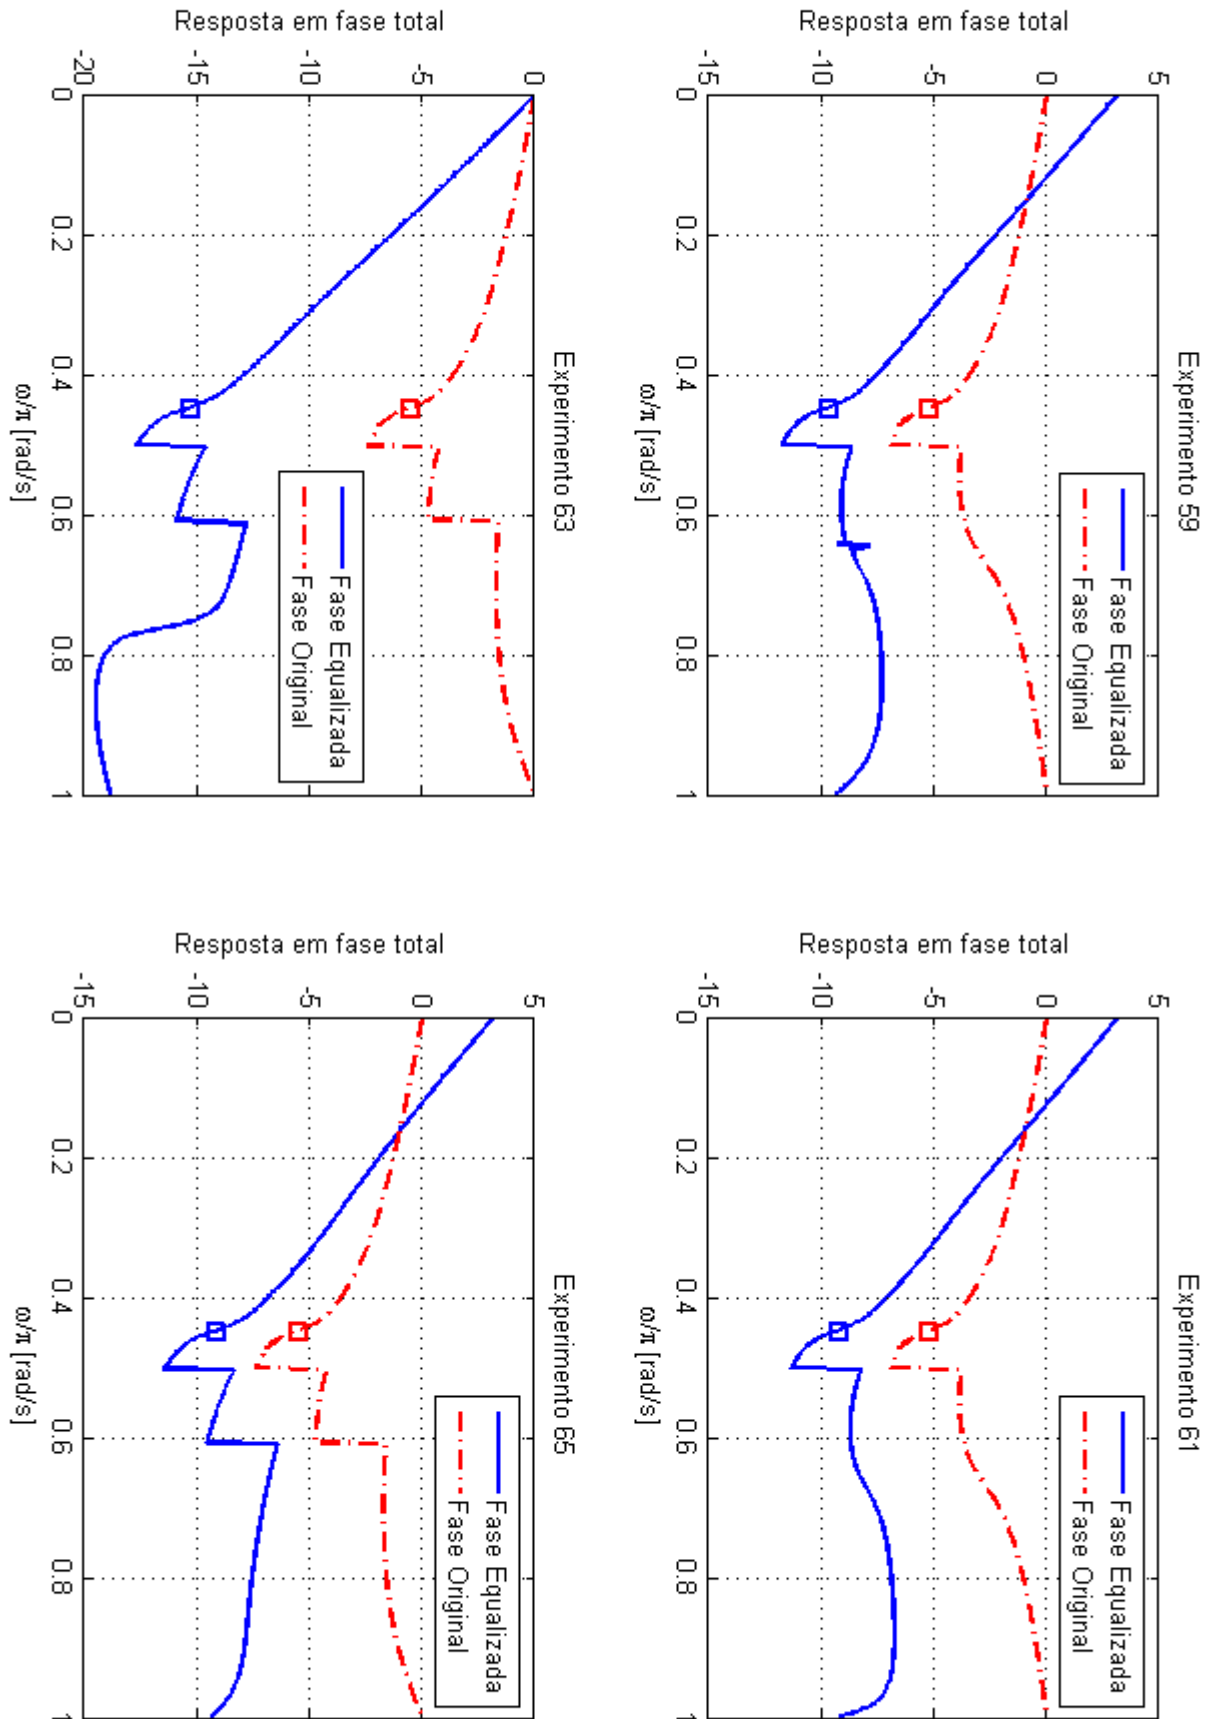 Experimento 59
Resposta em fase total
5
0
-5
-10
-15
0
0.2
0.4
0.6
0.8
1
ω/π [rad/s]
Fase Equalizada
Fase Original
Experimento 61
Resposta em fase total
5
0
-5
-10
-15
0
0.2
0.4
0.6
0.8
1
ω/π [rad/s]
Fase Equalizada
Fase Original
Experimento 63
Resposta em fase total
0
-5
-10
-15
-20
0
0.2
0.4
0.6
0.8
1
ω/π [rad/s]
Fase Equalizada
Fase Original
Experimento 65
Resposta em fase total
5
0
-5
-10
-15
0
0.2
0.4
0.6
0.8
1
ω/π [rad/s]
Fase Equalizada
Fase Original